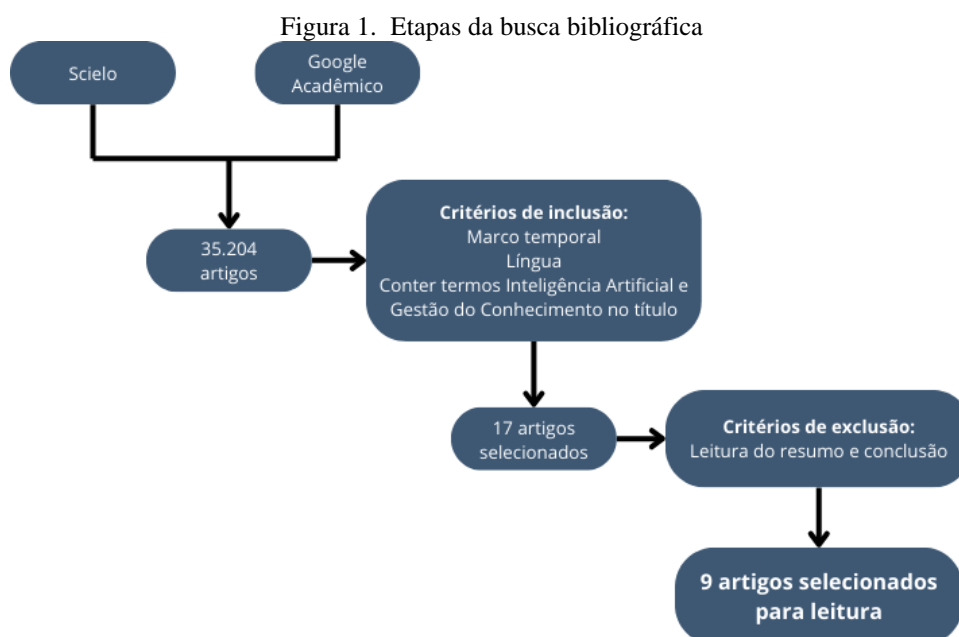 Figura 1. Etapas da busca bibliográfica
Scielo
Google
Acadêmico
35.204
artigos
Critérios de inclusão:
Marco temporal
Língua
Conter termos Inteligência Artificial e
Gestão do Conhecimento no título
17 artigos
selecionados
Critérios de exclusão:
Leitura do resumo e conclusão
9 artigos selecionados
para leitura